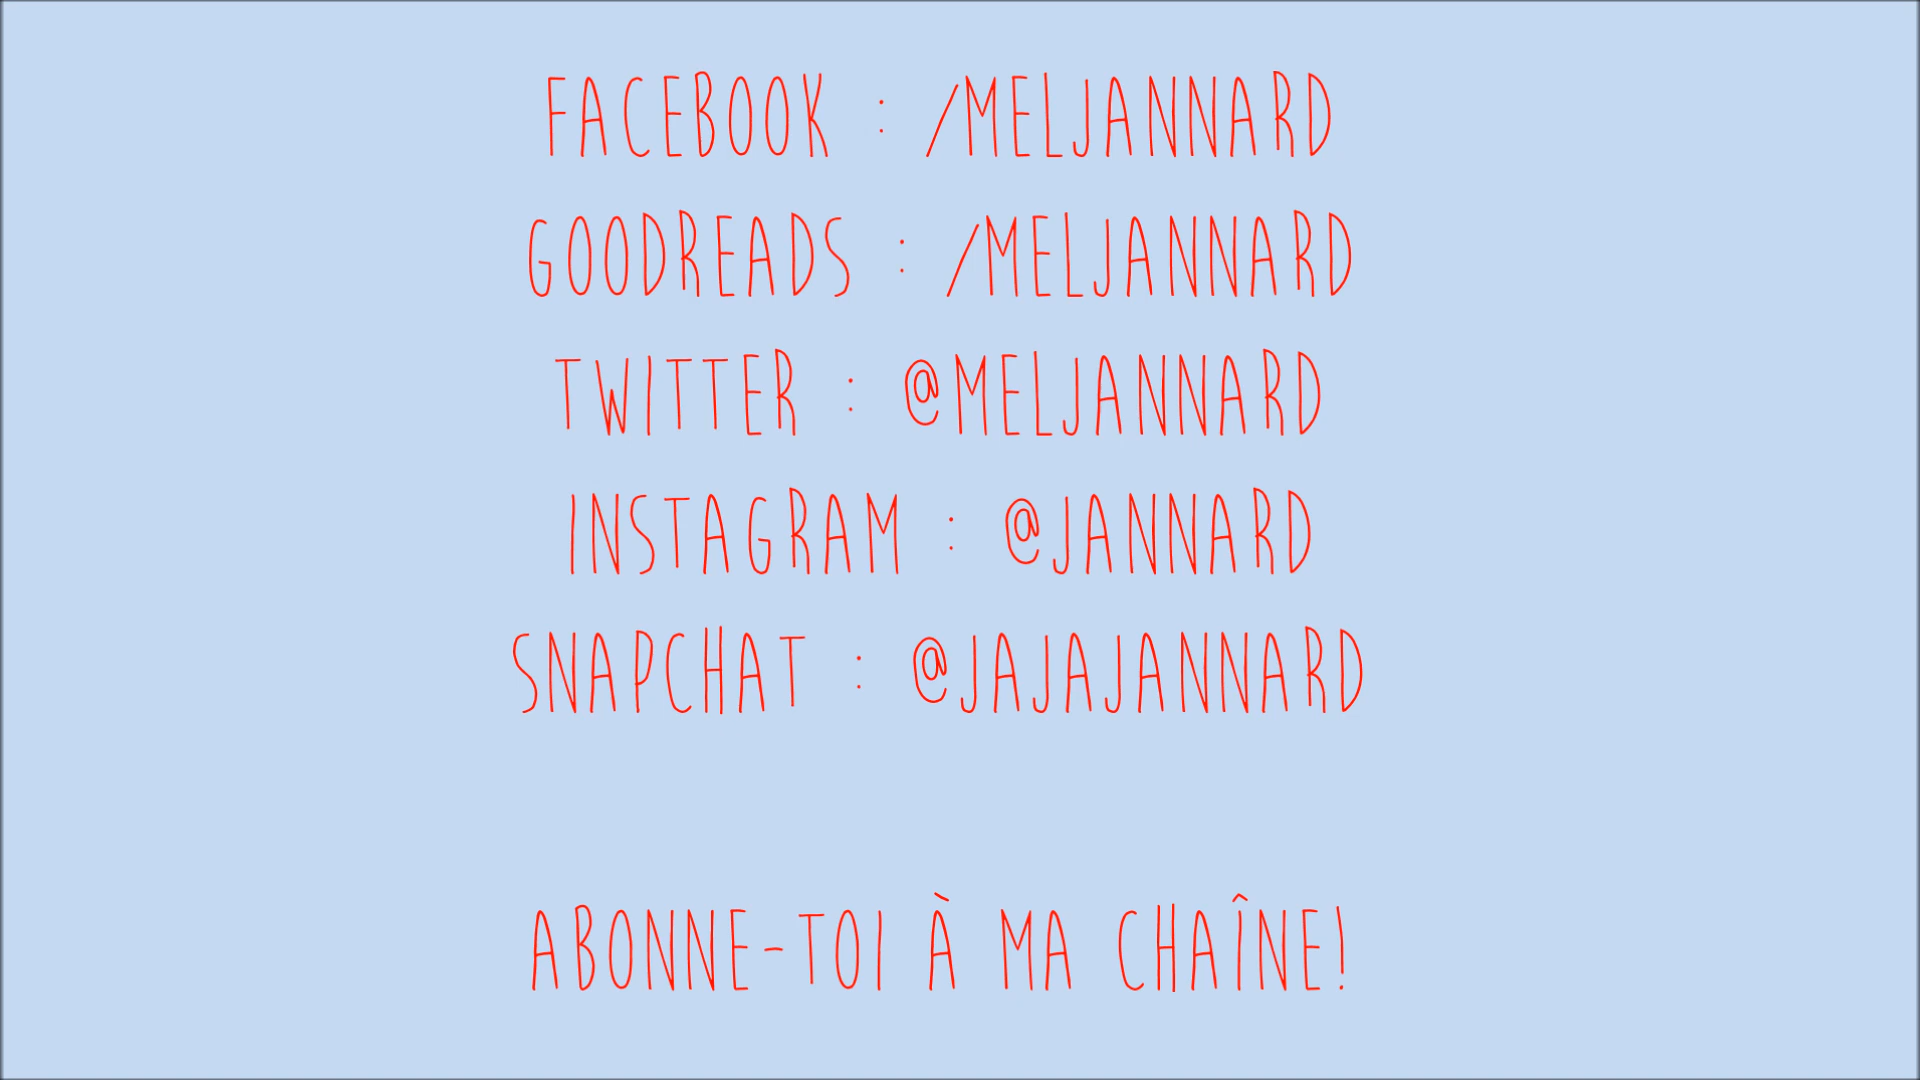 FACEBOOK : /MELJANNARD
GOODREADS : /MELJANNARD
TWITTER : @MELJANNARD
INSTAGRAM : @JANNARD
SNAPCHAT : @JAJAJANNARD
ABONNE-TOI À MA CHAÎNE!